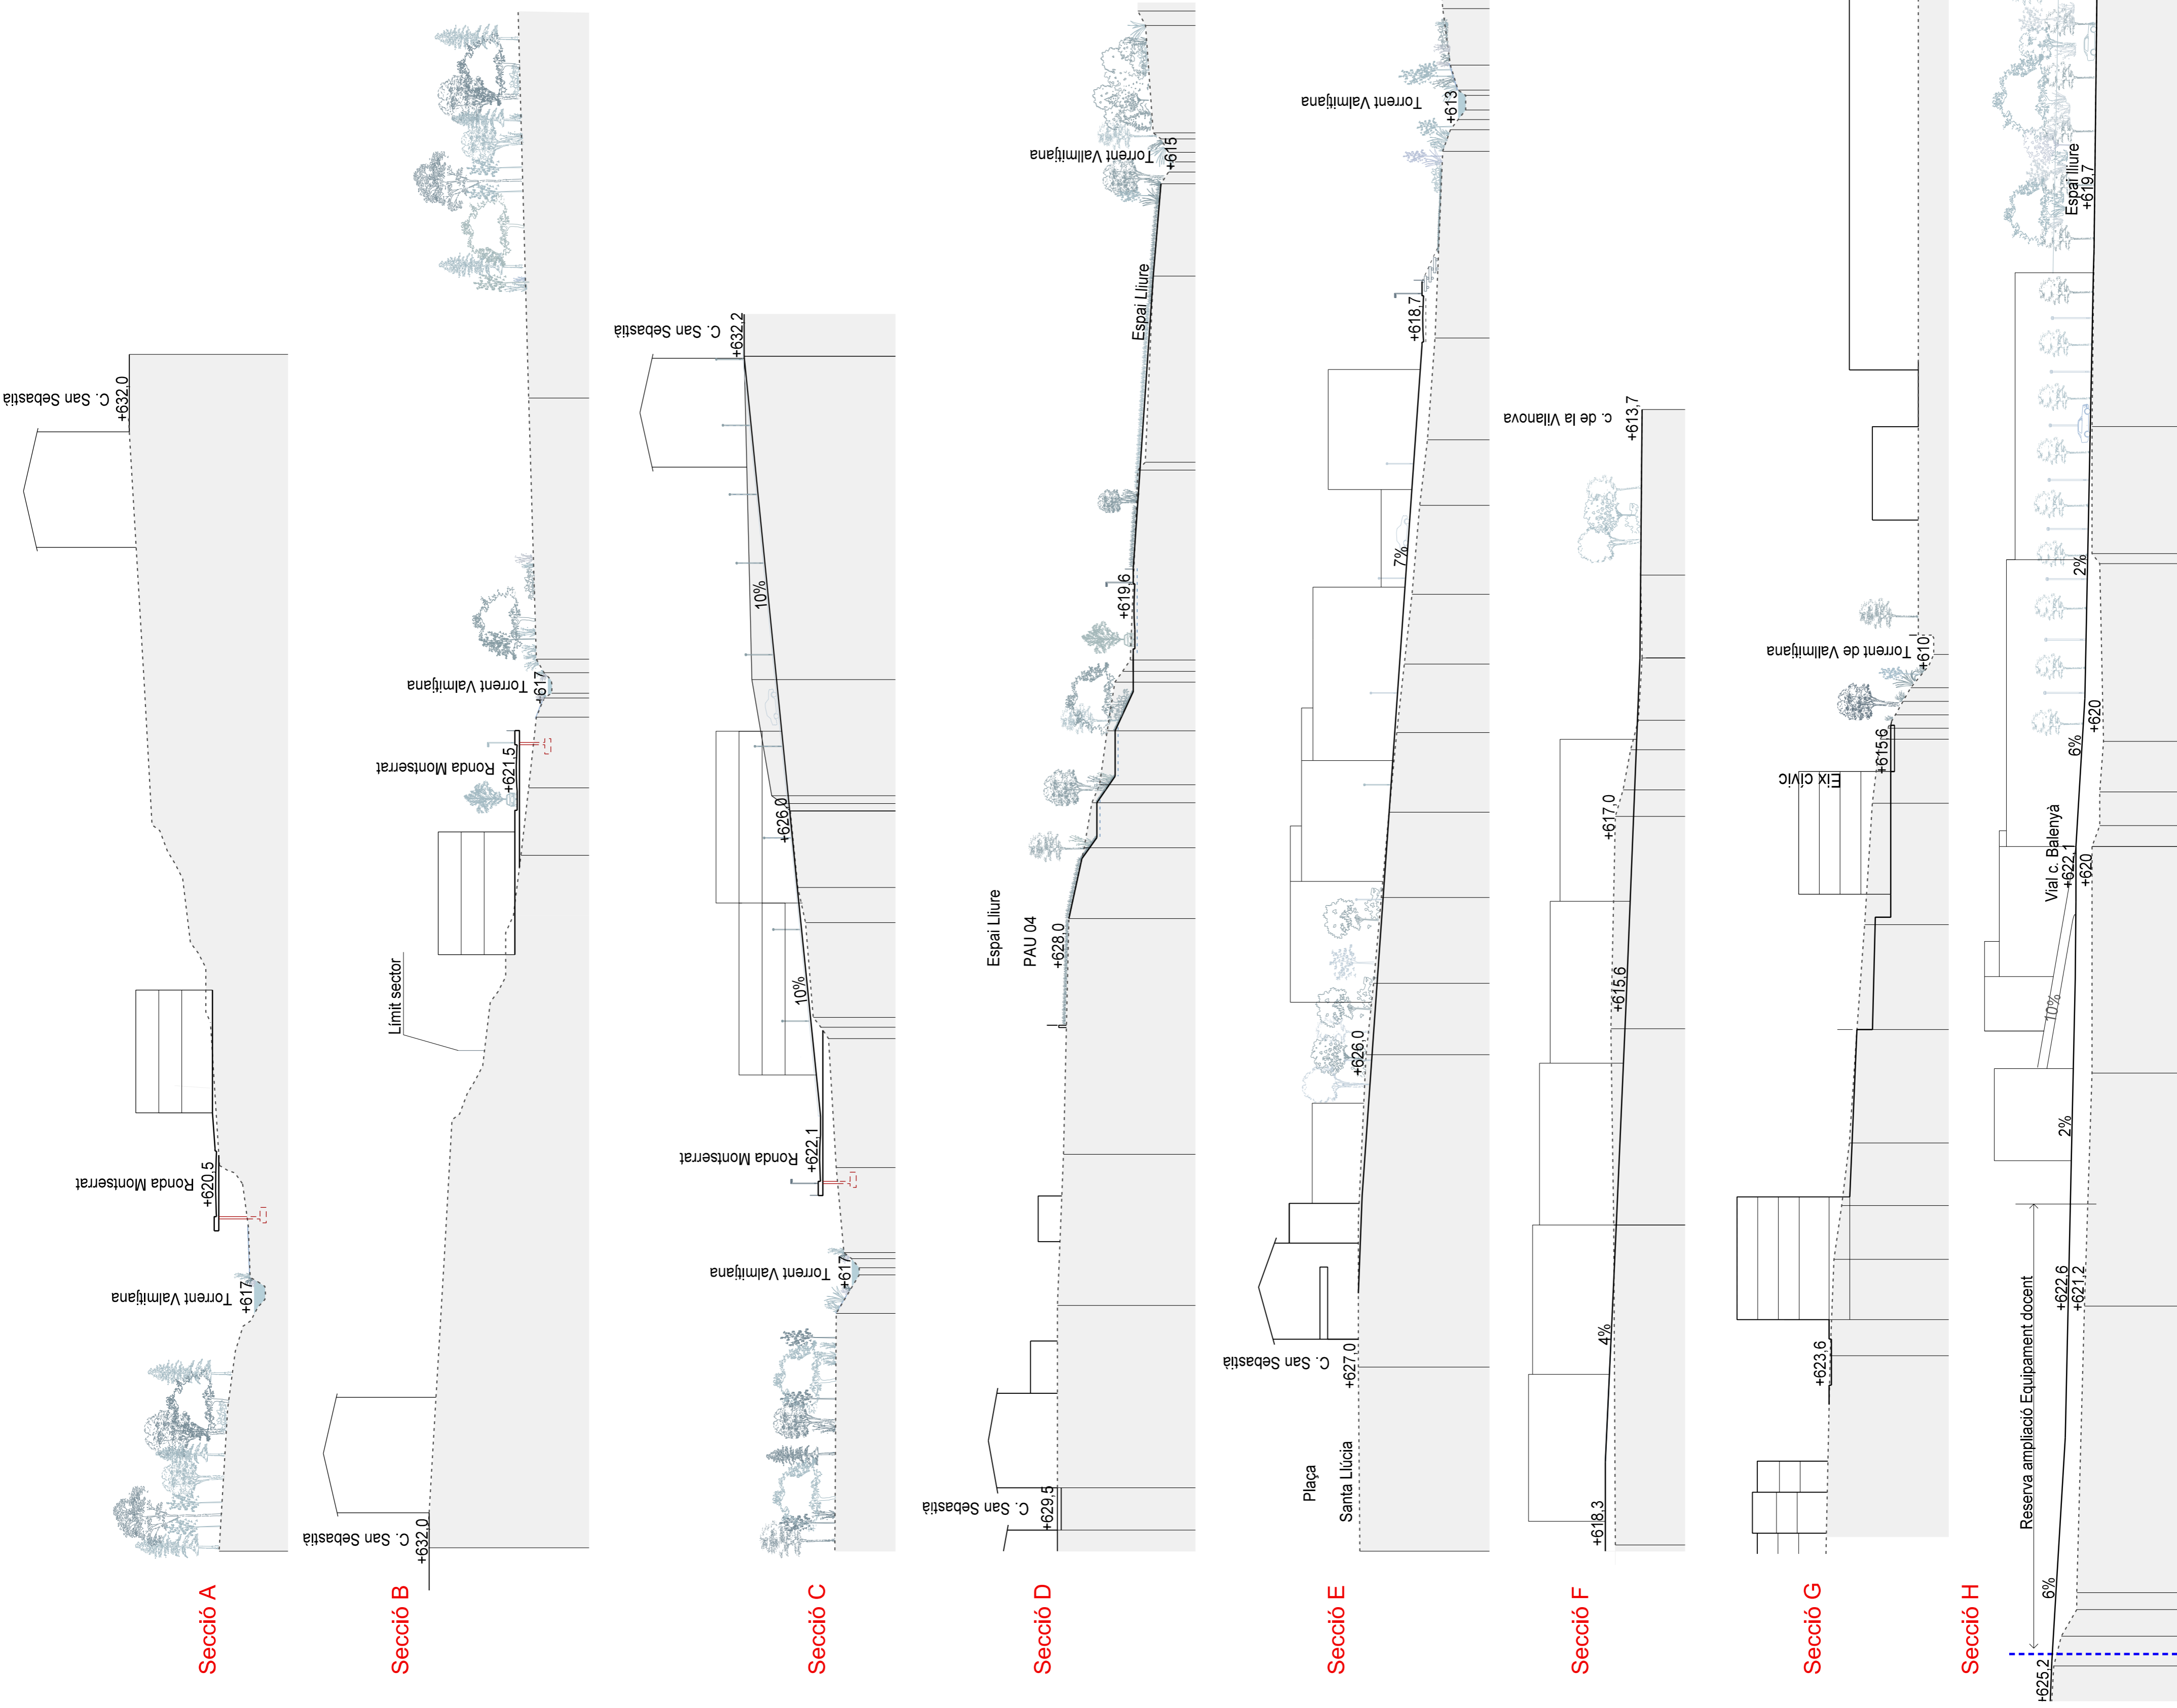 Secció A
Torrent Valmitjana
+617
Ronda Montserrat
+620,5
C. San Sebastià
+632,0
Secció B
C. San Sebastià
+632,0
Límit sector
Ronda Montserrat
+621,5
Torrent Valmitjana
+617
Secció C
Torrent Valmitjana
+617
Ronda Montserrat
+622,1
10%
+626,0
10%
C. San Sebastià
+632,2
Secció D
C. San Sebastià
+629,5
Espai Lliure
PAU 04
+628,0
+619,6
Espai Lliure
Torrent Vallmitjana
+615
Secció E
Plaça
Santa Llúcia
C. San Sebastià
+627,0
+626,0
7%
+618,7
Torrent Valmitjana
+613
Secció F
+618,3
4%
+615,6
+617,0
c. de la Vilanova
+613,7
Secció G
+623,6
Eix cívic
+615,6
Torrent de Vallmitjana
+610
Secció H
+625,2
6%
Reserva ampliació Equipament docent
+622,6
+621,2
2%
10%
Vial c. Balenyà
+622,1
+620
6%
+620
2%
Espai lliure
+619,7